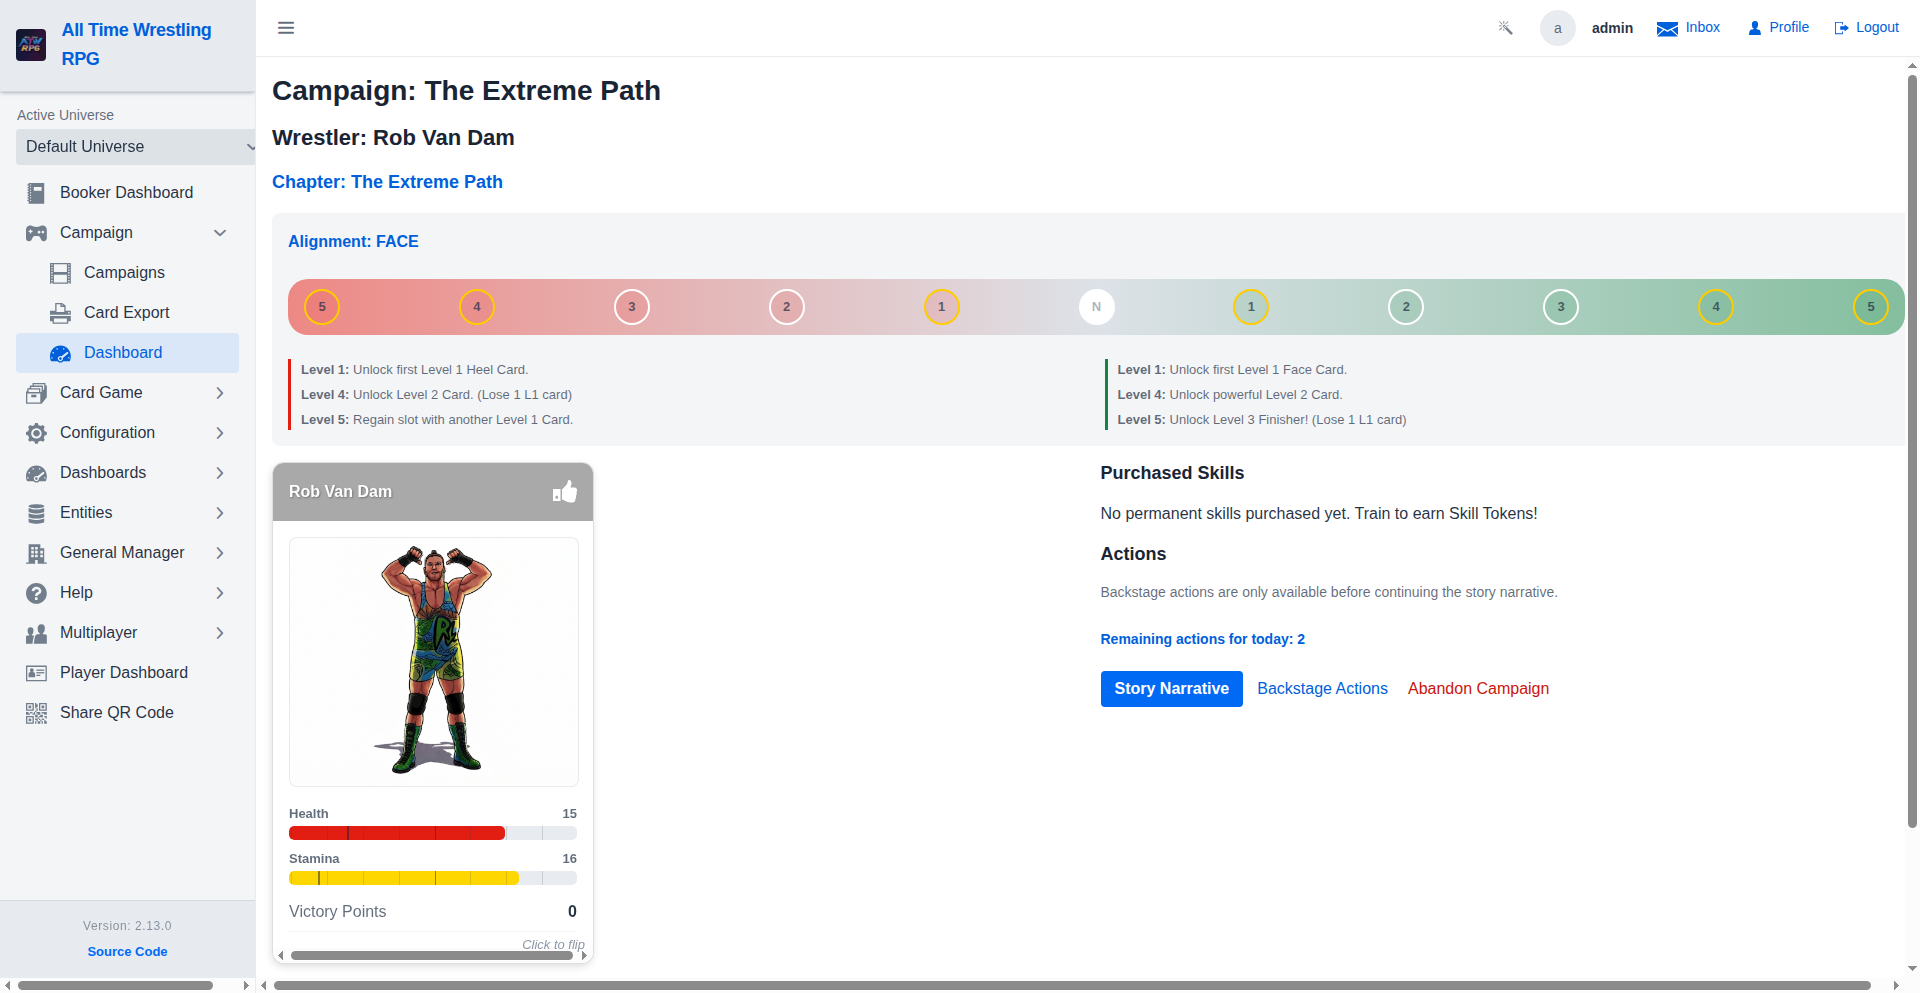 All Time Wrestling
RPG
Active Universe
Default Universe
Booker Dashboard
Campaign
Campaigns
Card Export
Dashboard
Card Game
Configuration
Dashboards
Entities
General Manager
Help
Multiplayer
Player Dashboard
Share QR Code
Version: 2.13.0
Source Code
a admin Inbox Profile Logout
Campaign: The Extreme Path
Wrestler: Rob Van Dam
Chapter: The Extreme Path
Alignment: FACE
5 4 3 2 1 N 1 2 3 4 5
Level 1: Unlock first Level 1 Heel Card.
Level 4: Unlock Level 2 Card. (Lose 1 L1 card)
Level 5: Regain slot with another Level 1 Card.
Level 1: Unlock first Level 1 Face Card.
Level 4: Unlock powerful Level 2 Card.
Level 5: Unlock Level 3 Finisher! (Lose 1 L1 card)
Rob Van Dam
Health 15
Stamina 16
Victory Points 0
Click to flip
Purchased Skills
No permanent skills purchased yet. Train to earn Skill Tokens!
Actions
Backstage actions are only available before continuing the story narrative.
Remaining actions for today: 2
Story Narrative Backstage Actions Abandon Campaign